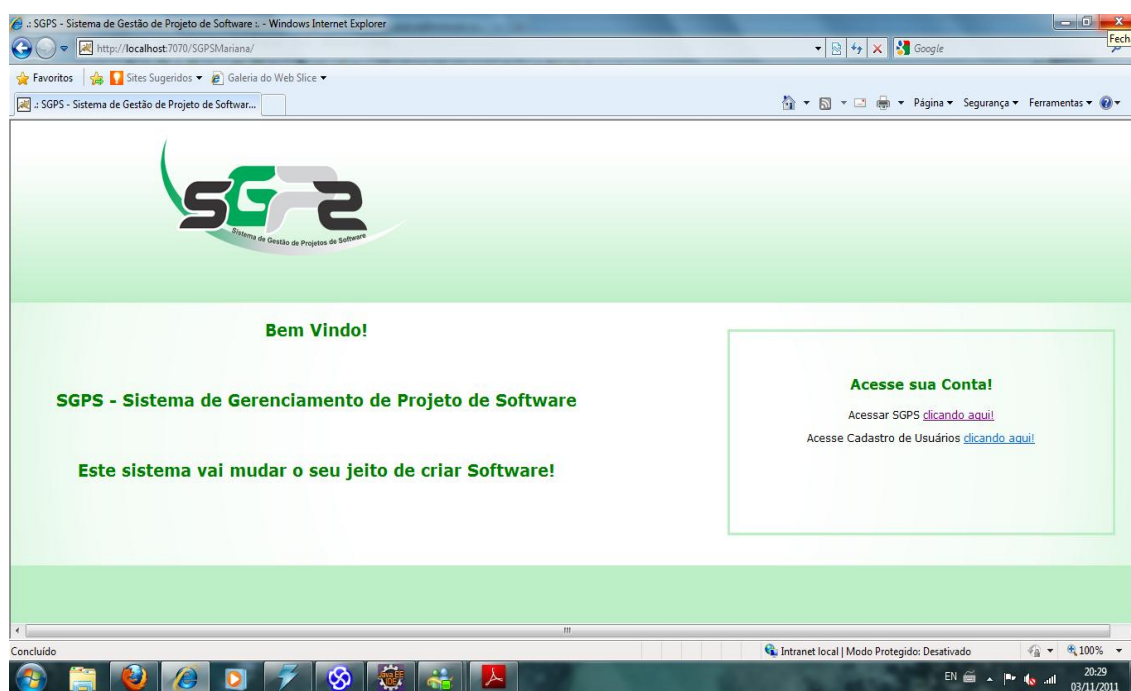 .: SGPS - Sistema de Gestão de Projeto de Software :. - Windows Internet Explorer
Fech
http://localhost:7070/SGPSMariana/
Google
Favoritos
Sites Sugeridos
Galeria do Web Slice
.: SGPS - Sistema de Gestão de Projeto de Softwar...
Página
Segurança
Ferramentas
SGPS
Sistema de Gestão de Projetos de Software
Bem Vindo!
SGPS - Sistema de Gerenciamento de Projeto de Software
Este sistema vai mudar o seu jeito de criar Software!
Acesse sua Conta!
Acessar SGPS clicando aqui!
Acesse Cadastro de Usuários clicando aqui!
Concluído
Intranet local | Modo Protegido: Desativado
100%
Java EE
IDE
EN
20:29
03/11/2011